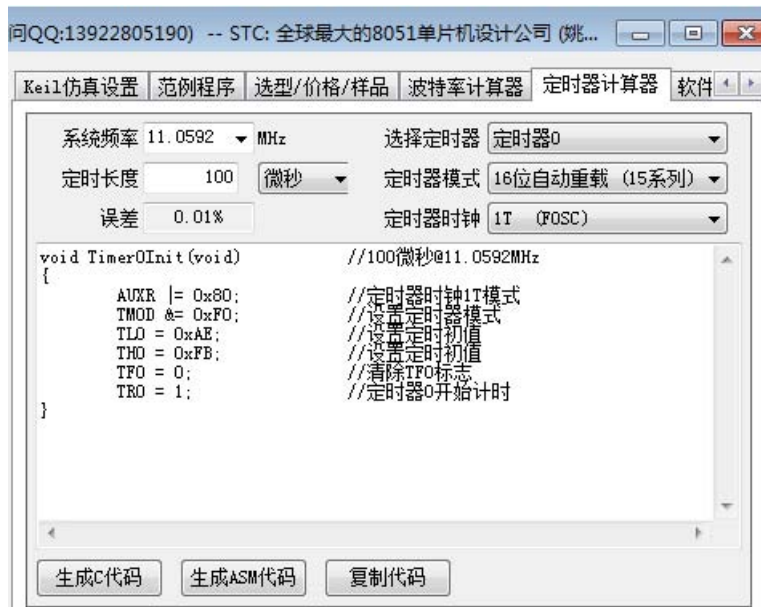 问QQ:13922805190) -- STC: 全球最大的8051单片机设计公司 (姚...
Keil仿真设置 范例程序 选型/价格/样品 波特率计算器 定时器计算器 软件
系统频率 11.0592 MHz 选择定时器 定时器0
定时长度 100 微秒 定时器模式 16位自动重载 (15系列)
误差 0.01% 定时器时钟 1T (FOSC)
void Timer0Init(void) //100微秒@11.0592MHz
{
AUXR |= 0x80; //定时器时钟1T模式
TMOD &= 0xF0; //设置定时器模式
TL0 = 0xAE; //设置定时初值
TH0 = 0xFB; //设置定时初值
TF0 = 0; //清除TF0标志
TR0 = 1; //定时器0开始计时
}
生成C代码 生成ASM代码 复制代码